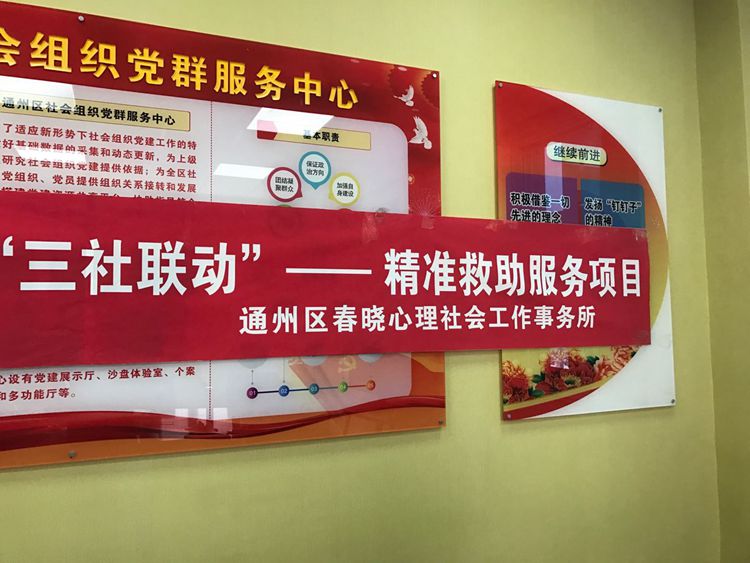 会组织党群服务中心
通州区社会组织党群服务中心
了适应新形势下社会组织党建工作的特
好基础数据的采集和动态更新，为上级
研究社会组织党建提供依据；为全区社
党组织、党员提供组织关系接转和发展
基本职责
保证政
治方向
团结凝
聚群众
加强自
身建设
继续前进
积极借鉴一切
先进的理念
发扬“钉钉子”
的精神
“三社联动”——精准救助服务项目
通州区春晓心理社会工作事务所
心设有党建展示厅、沙盘体验室、个案
和多功能厅等。
01
02
03
04
05